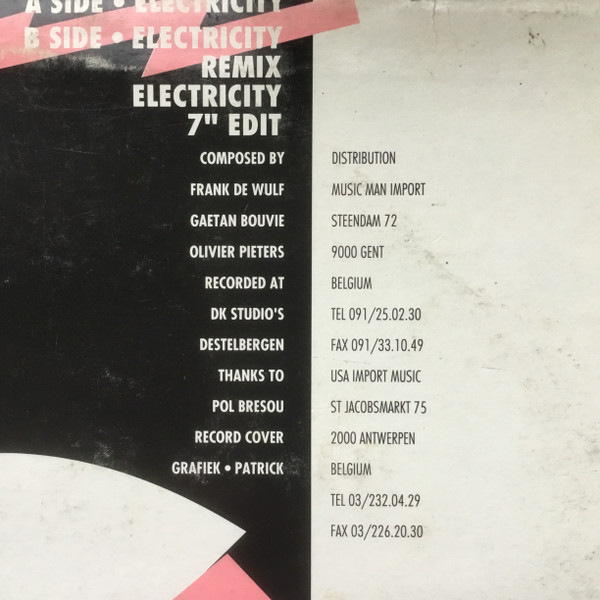 A SIDE • ELECTRICITY
B SIDE • ELECTRICITY
REMIX
ELECTRICITY
7" EDIT
COMPOSED BY
FRANK DE WULF
GAETAN BOUVIE
OLIVIER PIETERS
RECORDED AT
DK STUDIO'S
DESTELBERGEN
THANKS TO
POL BRESOU
RECORD COVER
GRAFIEK • PATRICK
DISTRIBUTION
MUSIC MAN IMPORT
STEENDAM 72
9000 GENT
BELGIUM
TEL 091/25.02.30
FAX 091/33.10.49
USA IMPORT MUSIC
ST JACOBSMARKT 75
2000 ANTWERPEN
BELGIUM
TEL 03/232.04.29
FAX 03/226.20.30